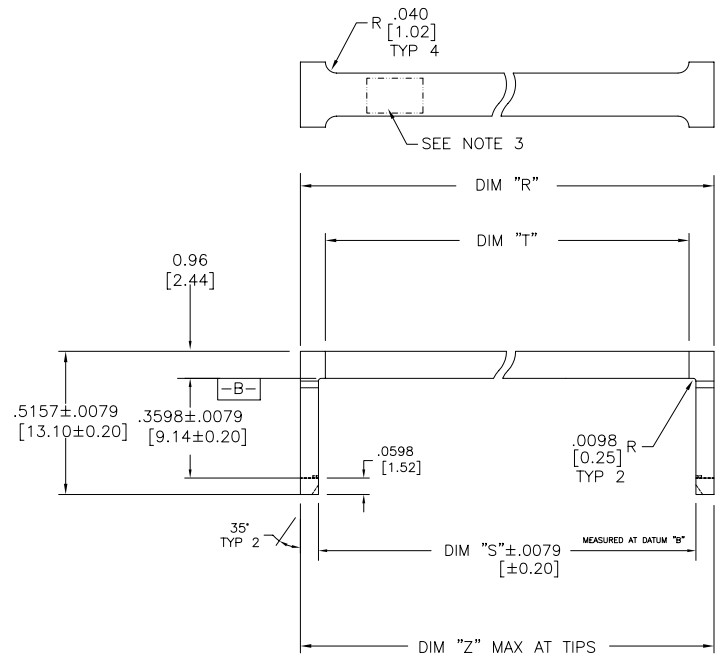 R .040
[1.02]
TYP 4
SEE NOTE 3
DIM "R"
DIM "T"
0.96
[2.44]
-B-
.5157±.0079
[13.10±0.20]
.3598±.0079
[9.14±0.20]
.0598
[1.52]
.0098 R
[0.25]
TYP 2
35°
TYP 2
DIM "S"±.0079
[±0.20]
MEASURED AT DATUM "B"
DIM "Z" MAX AT TIPS